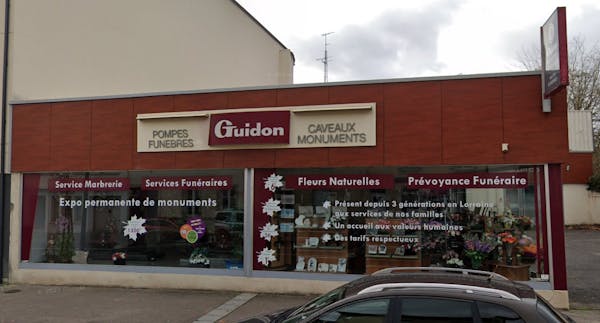 POMPES
FUNEBRES
Guidon
CAVEAUX
MONUMENTS
Service Marbrerie
Services Funéraires
Expo permanente de monuments
Fleurs Naturelles
Prévoyance Funéraire
Présent depuis 3 générations en Lorraine
aux services de nos familles
Un accueil aux valeurs humaines
Des tarifs respectueux